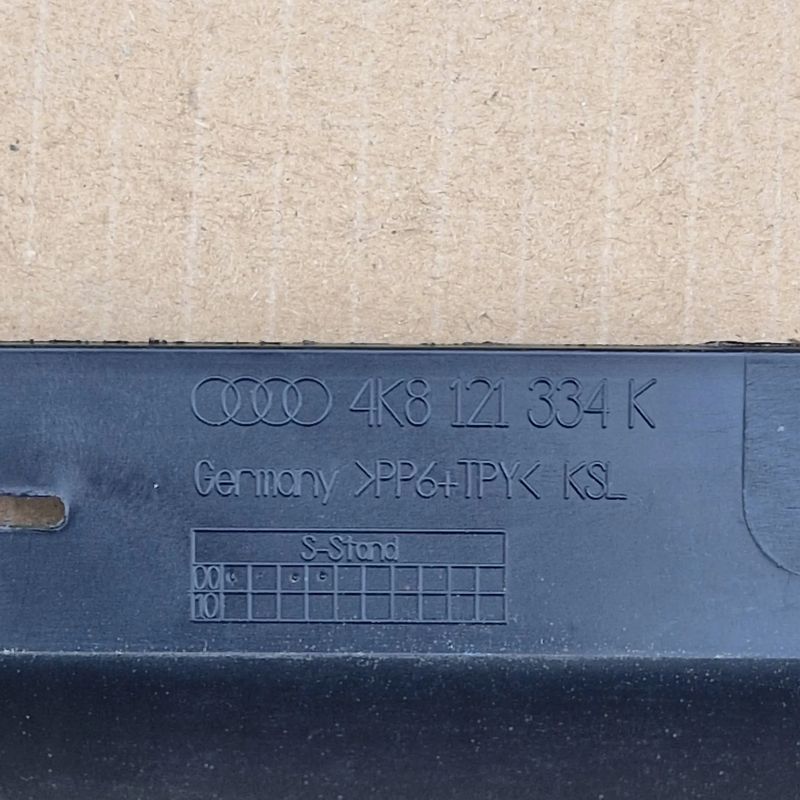 4K8 121 334 K
Germany >PP6+TPY< KSL
S-Stand
00
10